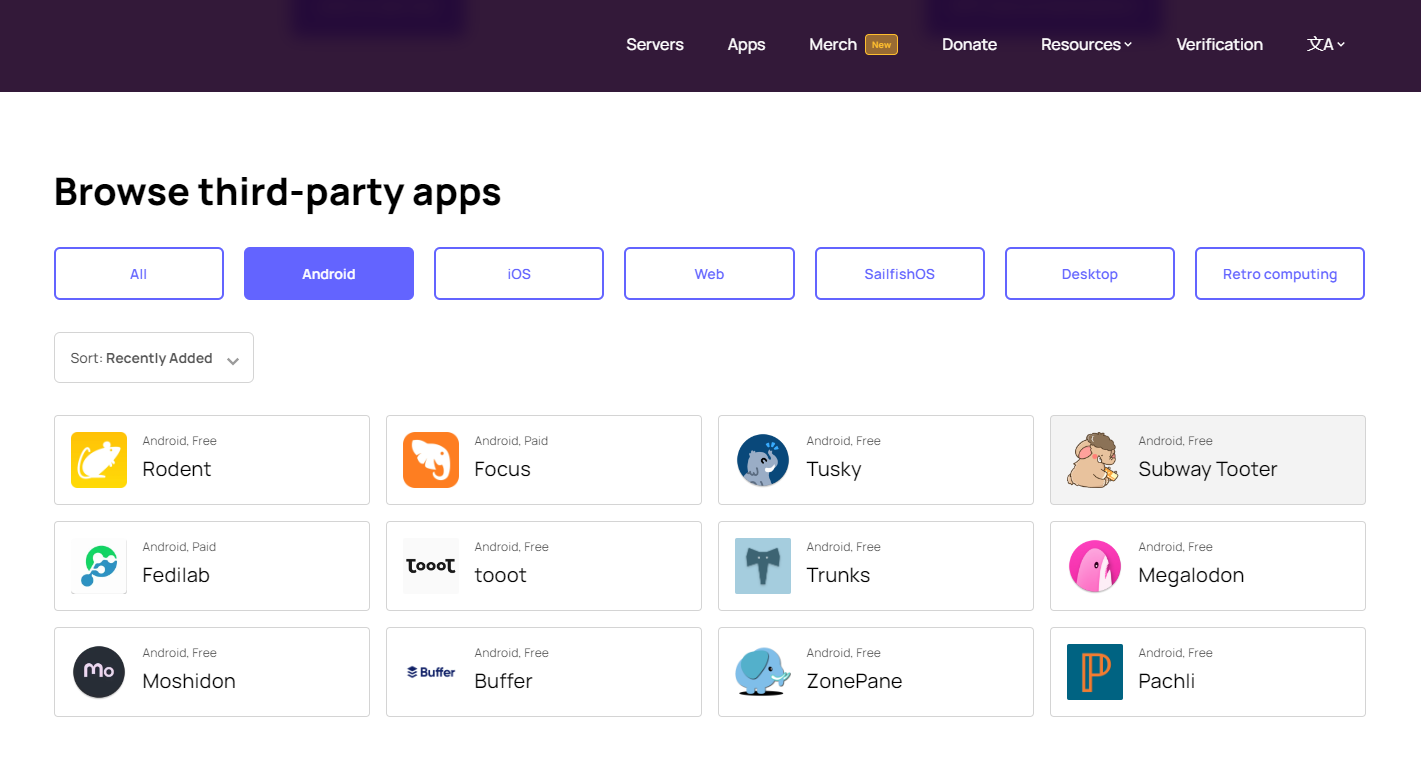 Servers Apps Merch New Donate Resources Verification 文A
Browse third-party apps
All Android iOS Web SailfishOS Desktop Retro computing
Sort: Recently Added
Android, Free
Rodent
Android, Paid
Focus
Android, Free
Tusky
Android, Free
Subway Tooter
Android, Paid
Fedilab
tooot
Android, Free
tooot
Android, Free
Trunks
Android, Free
Megalodon
Mo
Android, Free
Moshidon
Buffer
Android, Free
Buffer
Android, Free
ZonePane
Android, Free
Pachli